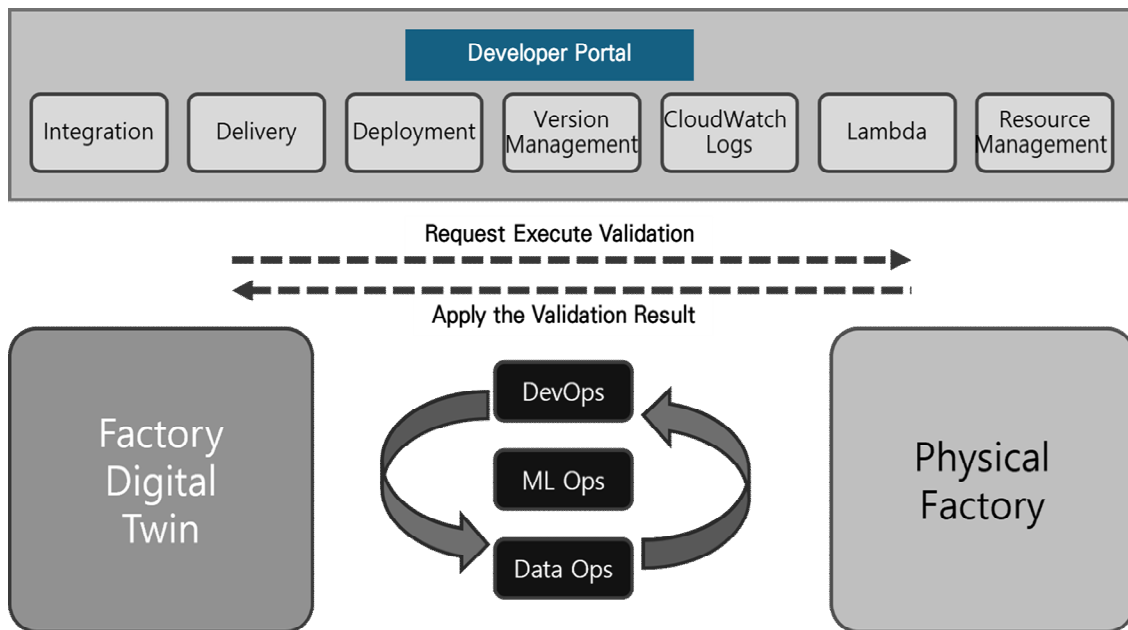 Developer Portal
Integration
Delivery
Deployment
Version
Management
CloudWatch
Logs
Lambda
Resource
Management
Request Execute Validation
Apply the Validation Result
Factory
Digital
Twin
DevOps
ML Ops
Data Ops
Physical
Factory